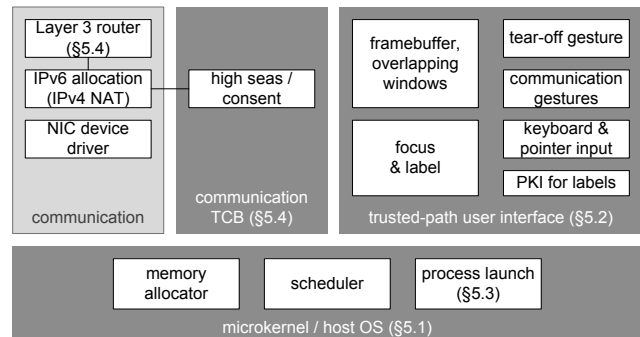 Layer 3 router
(§5.4)
IPv6 allocation
(IPv4 NAT)
NIC device
driver
communication
high seas /
consent
communication
TCB (§5.4)
framebuffer,
overlapping
windows
focus
& label
tear-off gesture
communication
gestures
keyboard &
pointer input
PKI for labels
trusted-path user interface (§5.2)
memory
allocator
scheduler
process launch
(§5.3)
microkernel / host OS (§5.1)